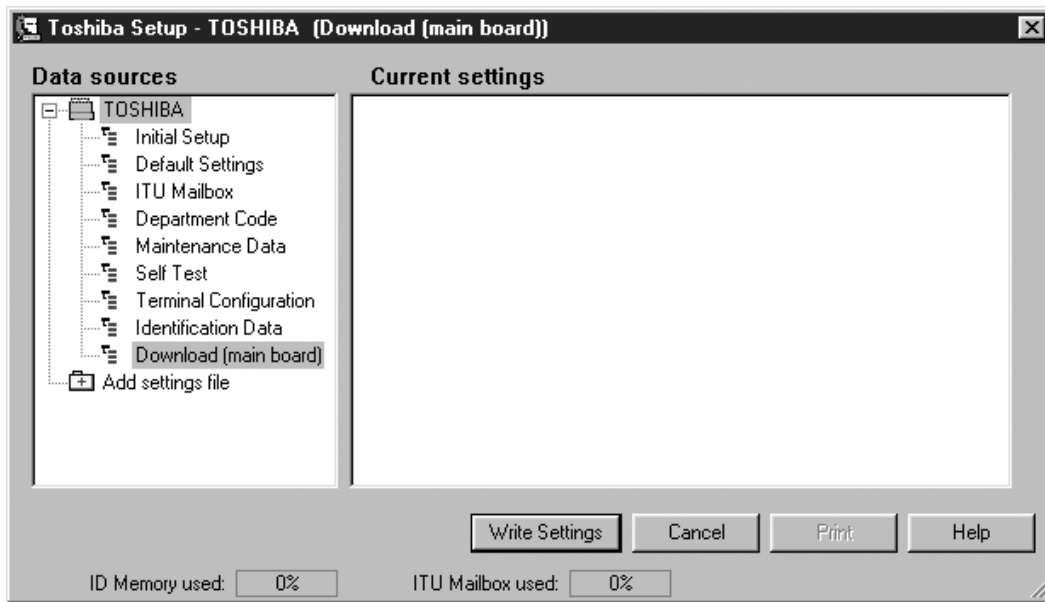 Toshiba Setup - TOSHIBA (Download (main board))
Data sources
Current settings
TOSHIBA
Initial Setup
Default Settings
ITU Mailbox
Department Code
Maintenance Data
Self Test
Terminal Configuration
Identification Data
Download (main board)
Add settings file
Write Settings
Cancel
Print
Help
ID Memory used: 0%
ITU Mailbox used: 0%